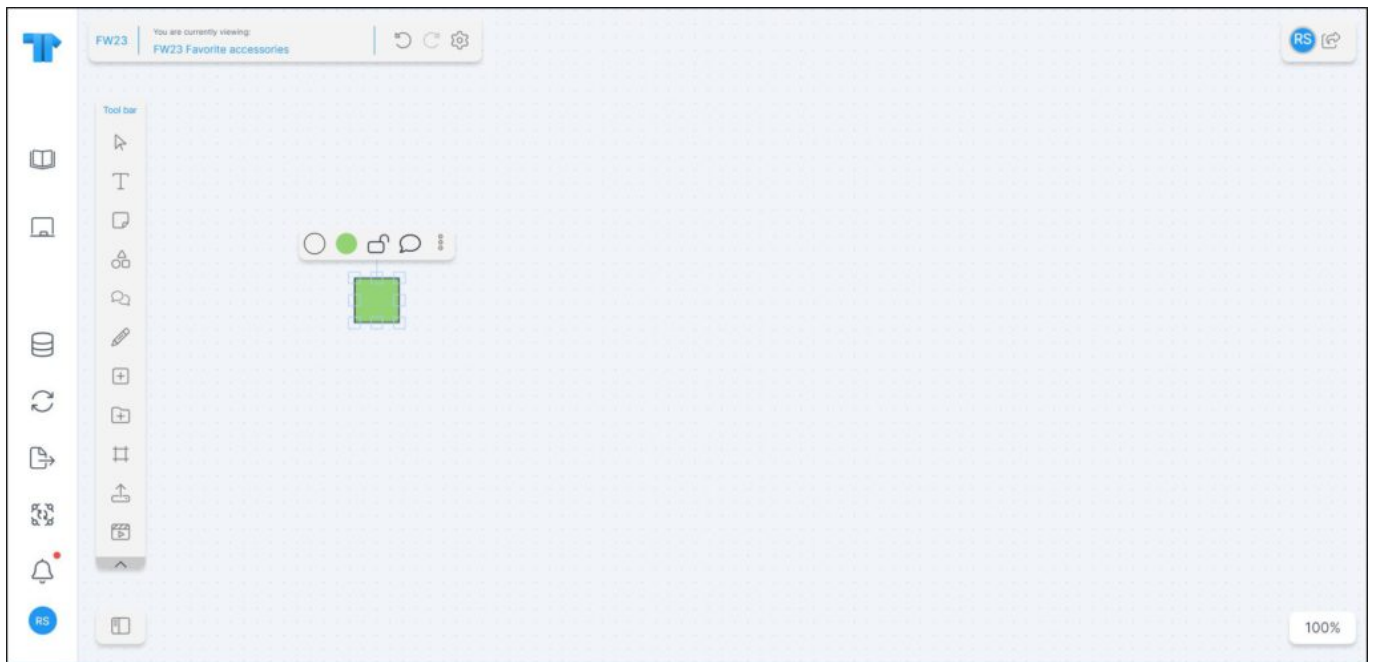 FW23
You are currently viewing:
FW23 Favorite accessories
RS
Tool bar
RS
100%